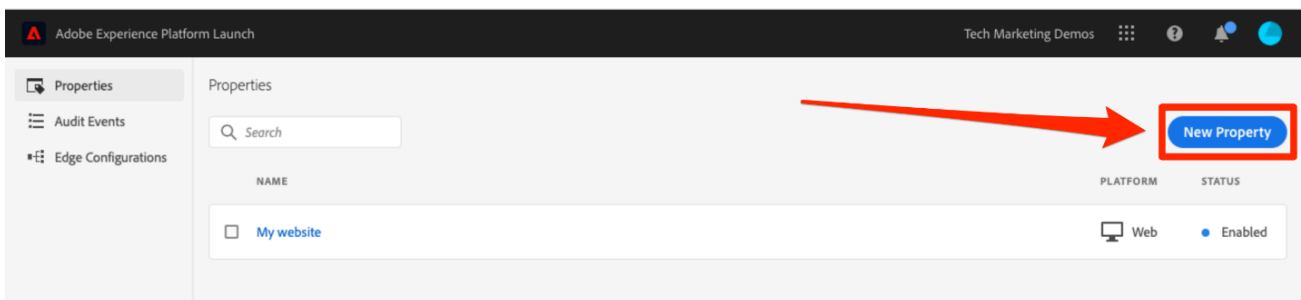 Adobe Experience Platform Launch
Tech Marketing Demos
Properties
Audit Events
Edge Configurations
Properties
Search
New Property
NAME PLATFORM STATUS
My website Web Enabled